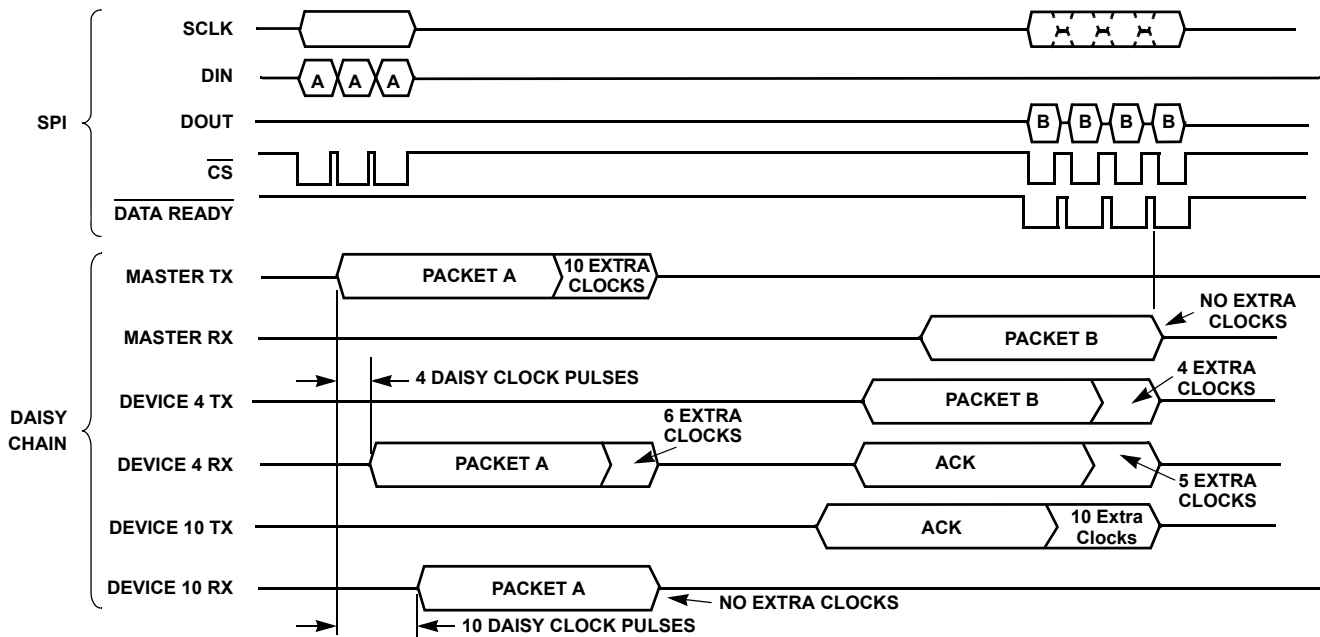 SPI
SCLK
DIN
A A A
DOUT
B B B B
CS
DATA READY
DAISY
CHAIN
MASTER TX
PACKET A
10 EXTRA
CLOCKS
MASTER RX
PACKET B
NO EXTRA
CLOCKS
4 DAISY CLOCK PULSES
DEVICE 4 TX
PACKET B
4 EXTRA
CLOCKS
6 EXTRA
CLOCKS
DEVICE 4 RX
PACKET A
ACK
5 EXTRA
CLOCKS
DEVICE 10 TX
ACK
10 Extra
Clocks
DEVICE 10 RX
PACKET A
NO EXTRA CLOCKS
10 DAISY CLOCK PULSES